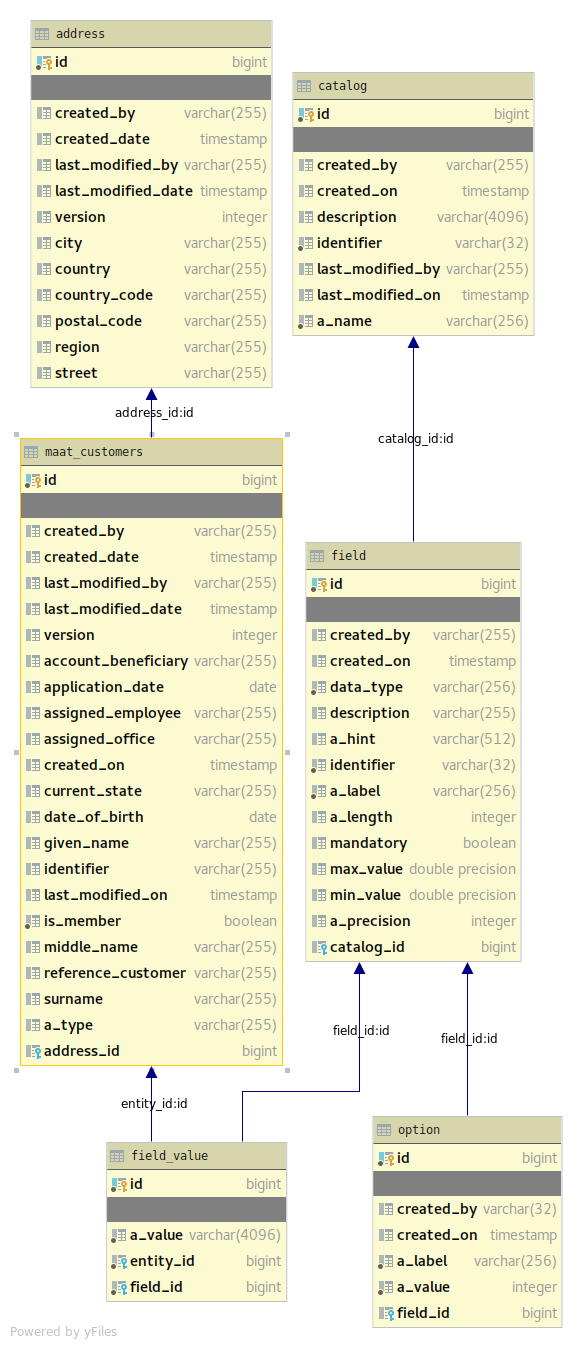 address
id bigint
created_by varchar(255)
created_date timestamp
last_modified_by varchar(255)
last_modified_date timestamp
version integer
city varchar(255)
country varchar(255)
country_code varchar(255)
postal_code varchar(255)
region varchar(255)
street varchar(255)
catalog
id bigint
created_by varchar(255)
created_on timestamp
description varchar(4096)
identifier varchar(32)
last_modified_by varchar(255)
last_modified_on timestamp
a_name varchar(256)
address_id:id
catalog_id:id
maat_customers
id bigint
created_by varchar(255)
created_date timestamp
last_modified_by varchar(255)
last_modified_date timestamp
version integer
account_beneficiary varchar(255)
application_date date
assigned_employee varchar(255)
assigned_office varchar(255)
created_on timestamp
current_state varchar(255)
date_of_birth date
given_name varchar(255)
identifier varchar(255)
last_modified_on timestamp
is_member boolean
middle_name varchar(255)
reference_customer varchar(255)
surname varchar(255)
a_type varchar(255)
address_id bigint
field
id bigint
created_by varchar(255)
created_on timestamp
data_type varchar(256)
description varchar(255)
a_hint varchar(512)
identifier varchar(32)
a_label varchar(256)
a_length integer
mandatory boolean
max_value double precision
min_value double precision
a_precision integer
catalog_id bigint
field_id:id
field_id:id
entity_id:id
field_value
id bigint
a_value varchar(4096)
entity_id bigint
field_id bigint
option
id bigint
created_by varchar(32)
created_on timestamp
a_label varchar(256)
a_value integer
field_id bigint
Powered by yFiles